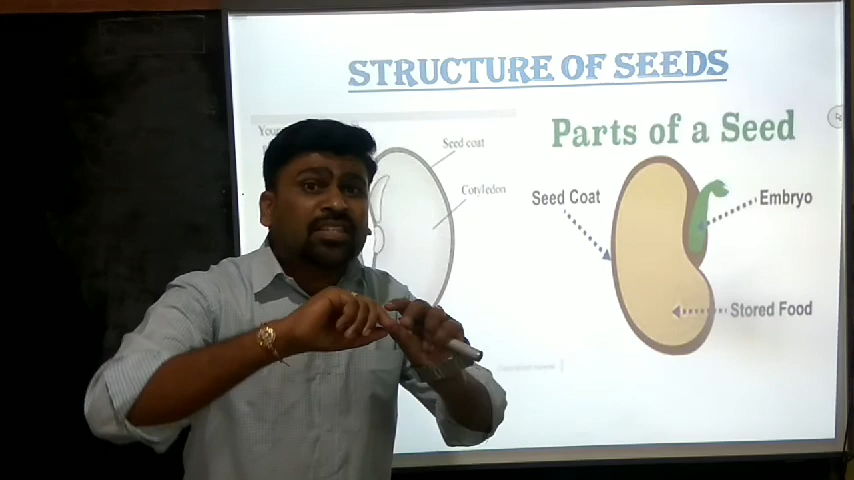 STRUCTURE OF SEEDS
Parts of a Seed
Seed coat
Cotyledon
Seed Coat
Embryo
Stored Food